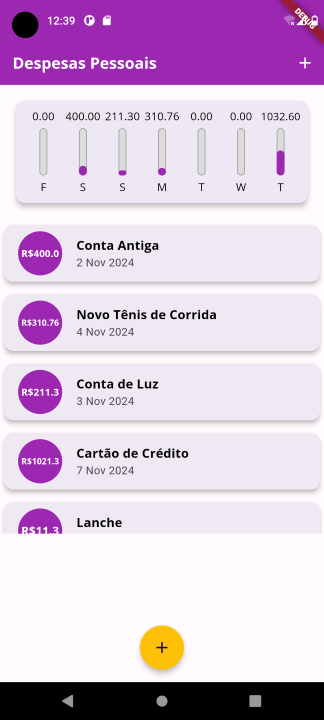 12:39
DEBUG
Despesas Pessoais
+
0.00 400.00 211.30 310.76 0.00 0.00 1032.60
F S S M T W T
R$400.0
Conta Antiga
2 Nov 2024
R$310.76
Novo Tênis de Corrida
4 Nov 2024
R$211.3
Conta de Luz
3 Nov 2024
R$1021.3
Cartão de Crédito
7 Nov 2024
R$11.3
Lanche
+